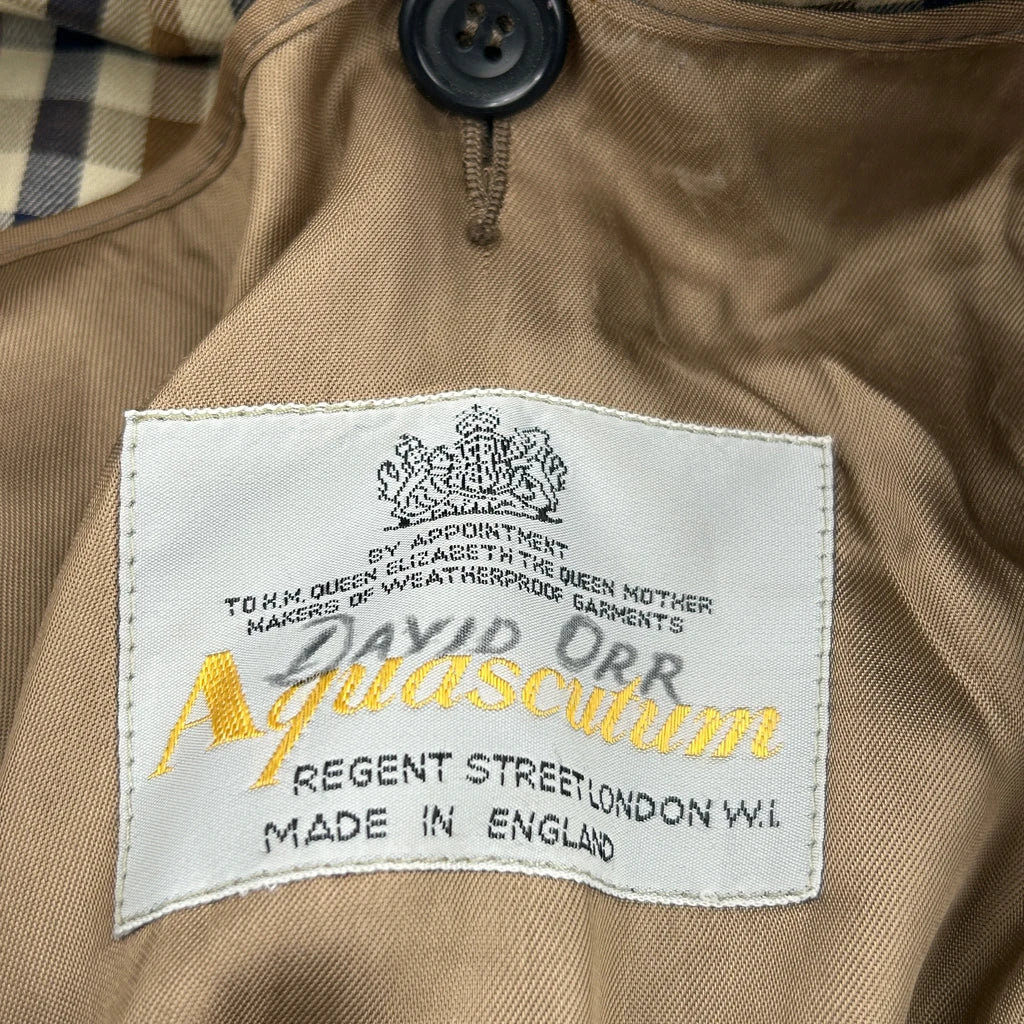 BY APPOINTMENT
TO H.M. QUEEN ELIZABETH THE QUEEN MOTHER
MAKERS OF WEATHERPROOF GARMENTS
DAVID ORR
Aquascutum
REGENT STREET LONDON W.1.
MADE IN ENGLAND